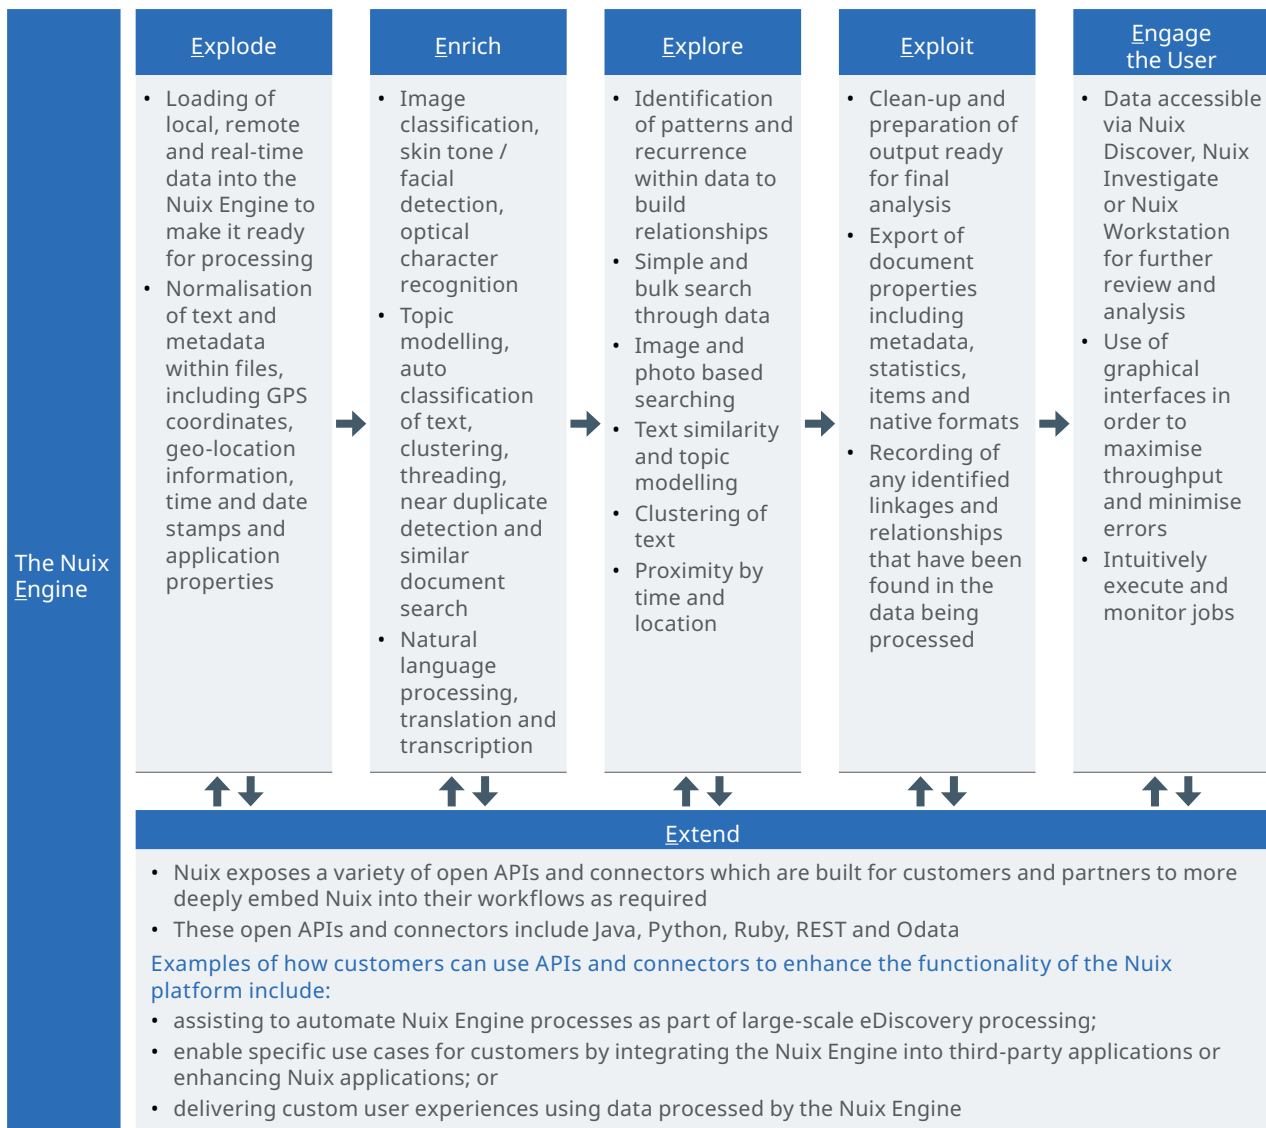 The Nuix
Engine
Explode
• Loading of
local, remote
and real-time
data into the
Nuix Engine to
make it ready
for processing
• Normalisation
of text and
metadata
within files,
including GPS
coordinates,
geo-location
information,
time and date
stamps and
application
properties
Enrich
• Image
classification,
skin tone /
facial
detection,
optical
character
recognition
• Topic
modelling,
auto
classification
of text,
clustering,
threading,
near duplicate
detection and
similar
document
search
• Natural
language
processing,
translation and
transcription
Explore
• Identification
of patterns and
recurrence
within data to
build
relationships
• Simple and
bulk search
through data
• Image and
photo based
searching
• Text similarity
and topic
modelling
• Clustering of
text
• Proximity by
time and
location
Exploit
• Clean-up and
preparation of
output ready
for final
analysis
• Export of
document
properties
including
metadata,
statistics,
items and
native formats
• Recording of
any identified
linkages and
relationships
that have been
found in the
data being
processed
Engage
the User
• Data accessible
via Nuix
Discover, Nuix
Investigate
or Nuix
Workstation
for further
review and
analysis
• Use of
graphical
interfaces in
order to
maximise
throughput
and minimise
errors
• Intuitively
execute and
monitor jobs
Extend
• Nuix exposes a variety of open APIs and connectors which are built for customers and partners to more
deeply embed Nuix into their workflows as required
• These open APIs and connectors include Java, Python, Ruby, REST and Odata
Examples of how customers can use APIs and connectors to enhance the functionality of the Nuix
platform include:
• assisting to automate Nuix Engine processes as part of large-scale eDiscovery processing;
• enable specific use cases for customers by integrating the Nuix Engine into third-party applications or
enhancing Nuix applications; or
• delivering custom user experiences using data processed by the Nuix Engine